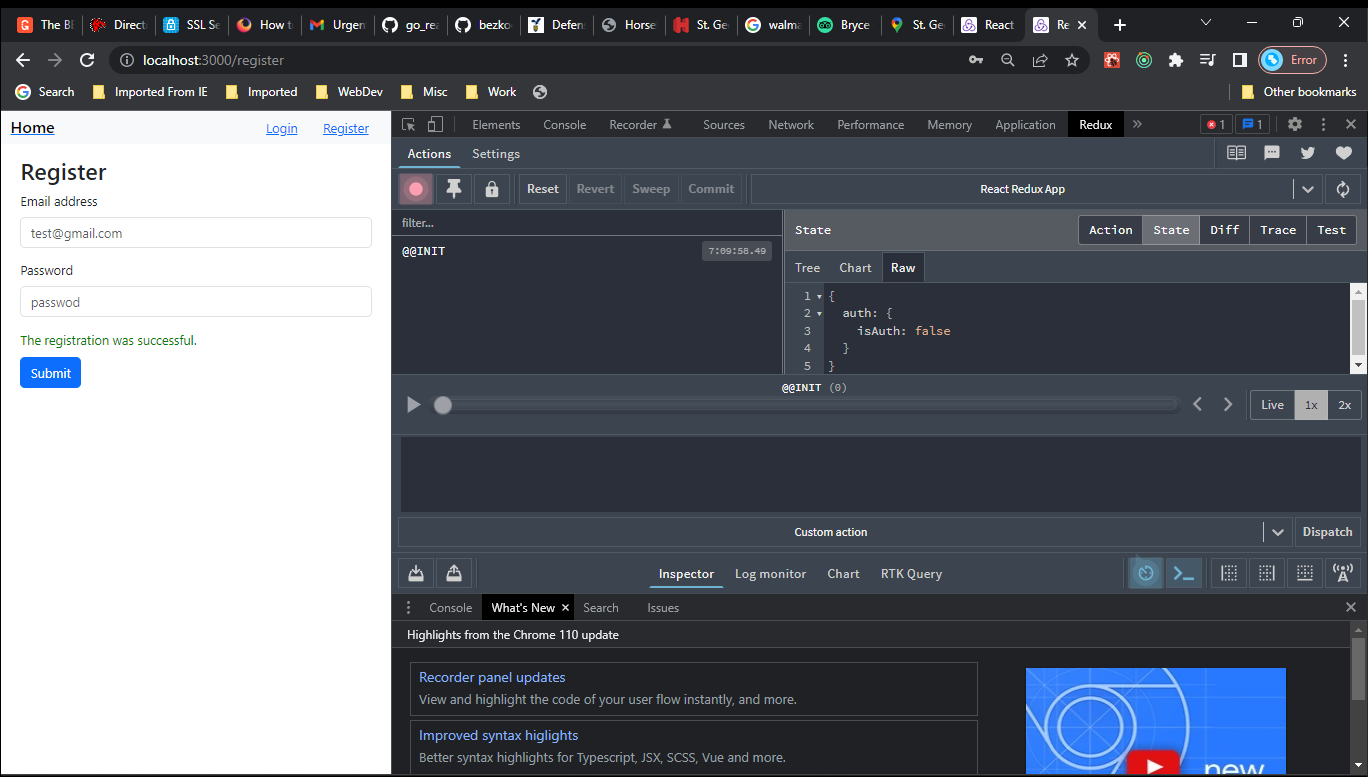 The BE
Direct
SSL Se
How t
Urgen
go_rea
bezko
Defen
Horse
St. Ge
walma
Bryce
St. Ge
React
Re
localhost:3000/register
Error
Search
Imported From IE
Imported
WebDev
Misc
Work
Other bookmarks
Home
Login
Register
Register
Email address
test@gmail.com
Password
passwod
The registration was successful.
Submit
Elements Console Recorder Sources Network Performance Memory Application Redux » 1 1
Actions Settings
Reset Revert Sweep Commit React Redux App
filter...
@@INIT 7:09:58.49
State Action State Diff Trace Test
Tree Chart Raw
1 {
2 auth: {
3 isAuth: false
4 }
5 }
@@INIT (0)
Live 1x 2x
Custom action Dispatch
Inspector Log monitor Chart RTK Query
Console What's New Search Issues
Highlights from the Chrome 110 update
Recorder panel updates
View and highlight the code of your user flow instantly, and more.
Improved syntax higlights
Better syntax highlights for Typescript, JSX, SCSS, Vue and more.
new